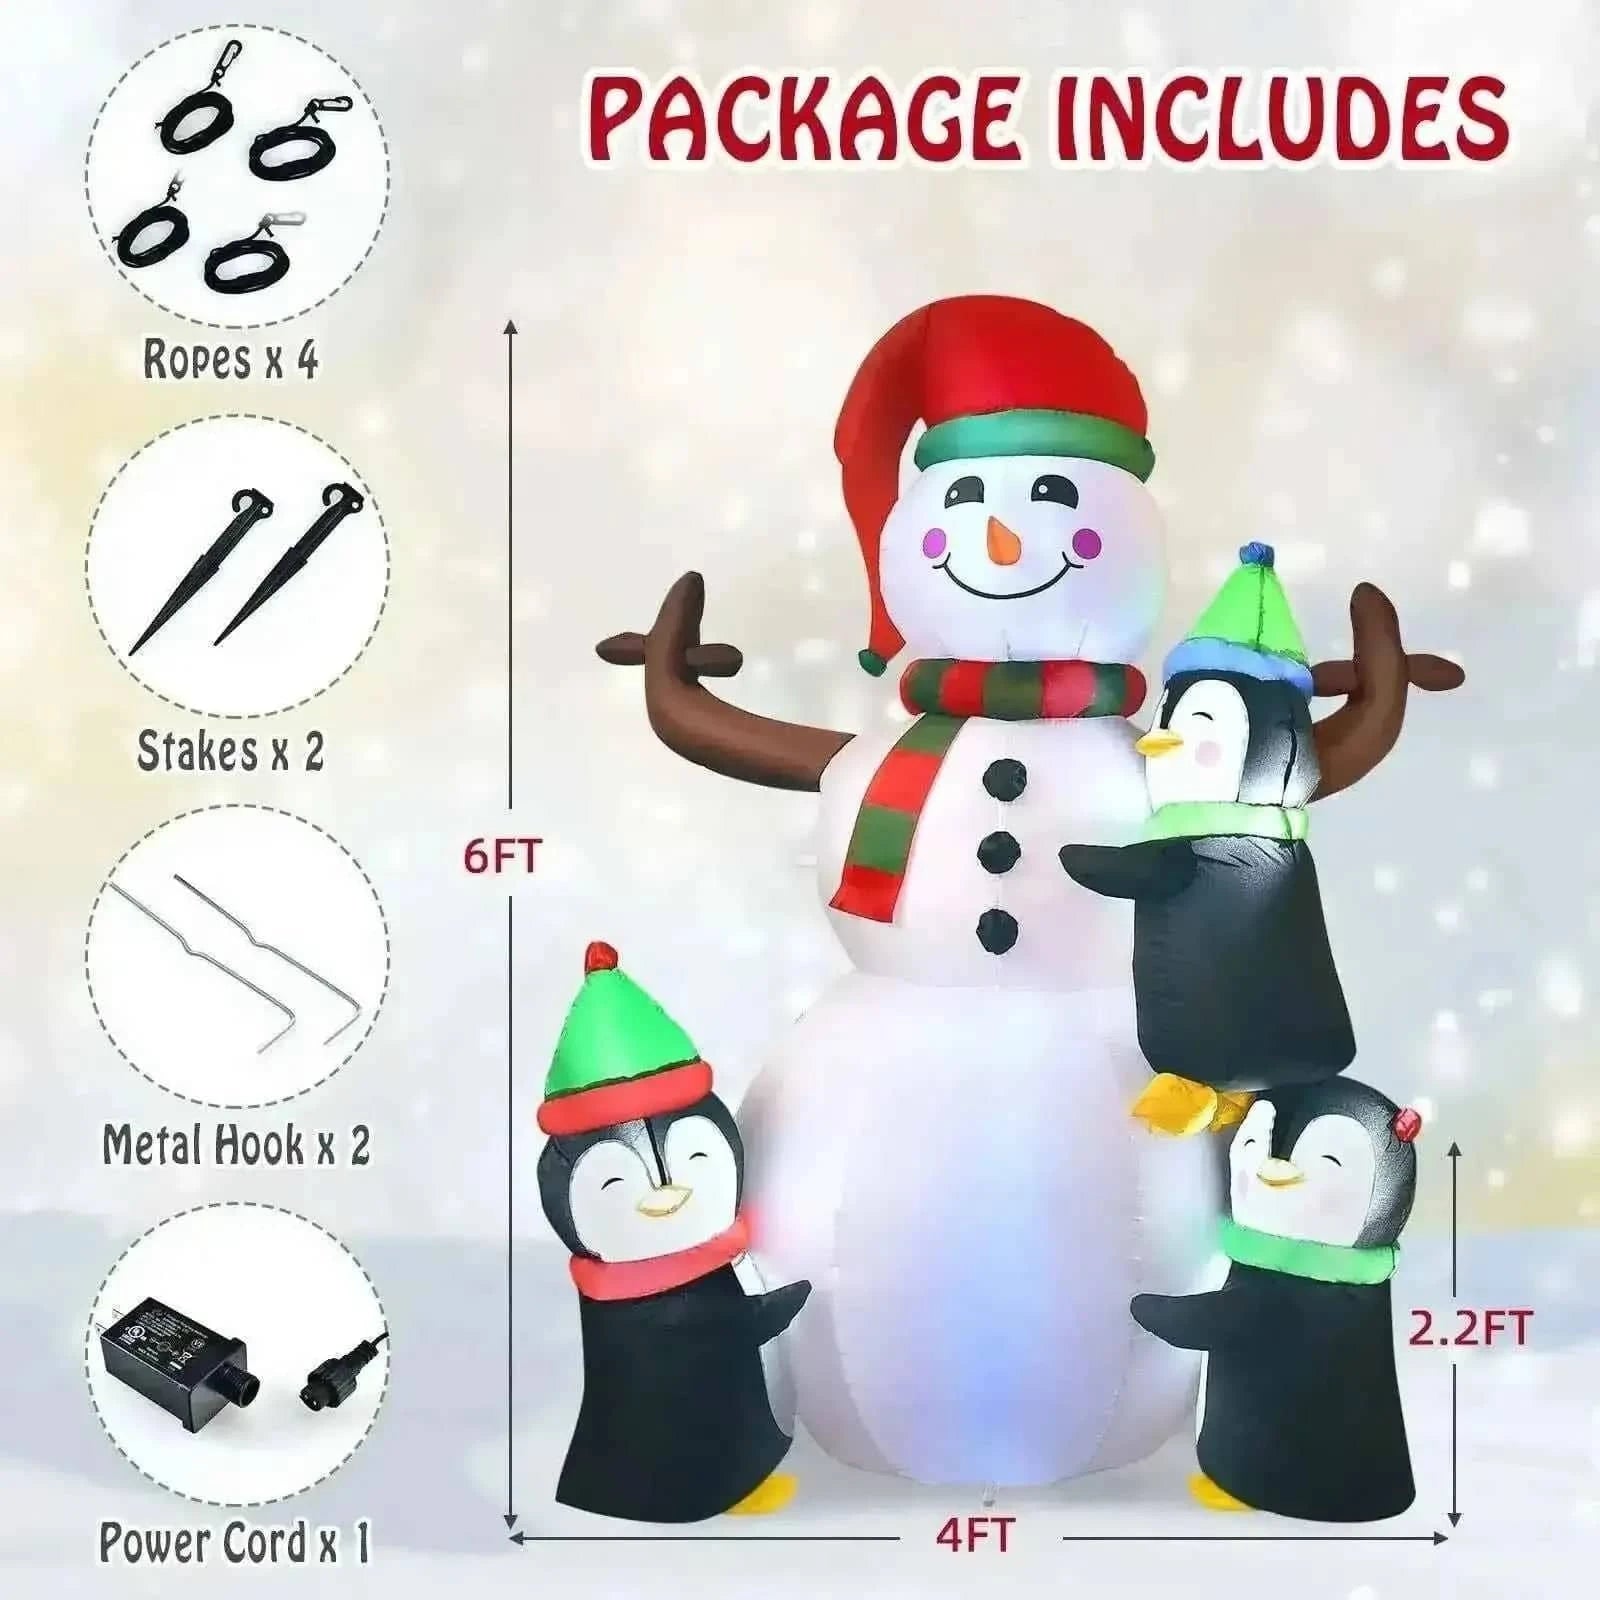 PACKAGE INCLUDES
Ropes x 4
Stakes x 2
Metal Hook x 2
Power Cord x 1
6FT
2.2FT
4FT